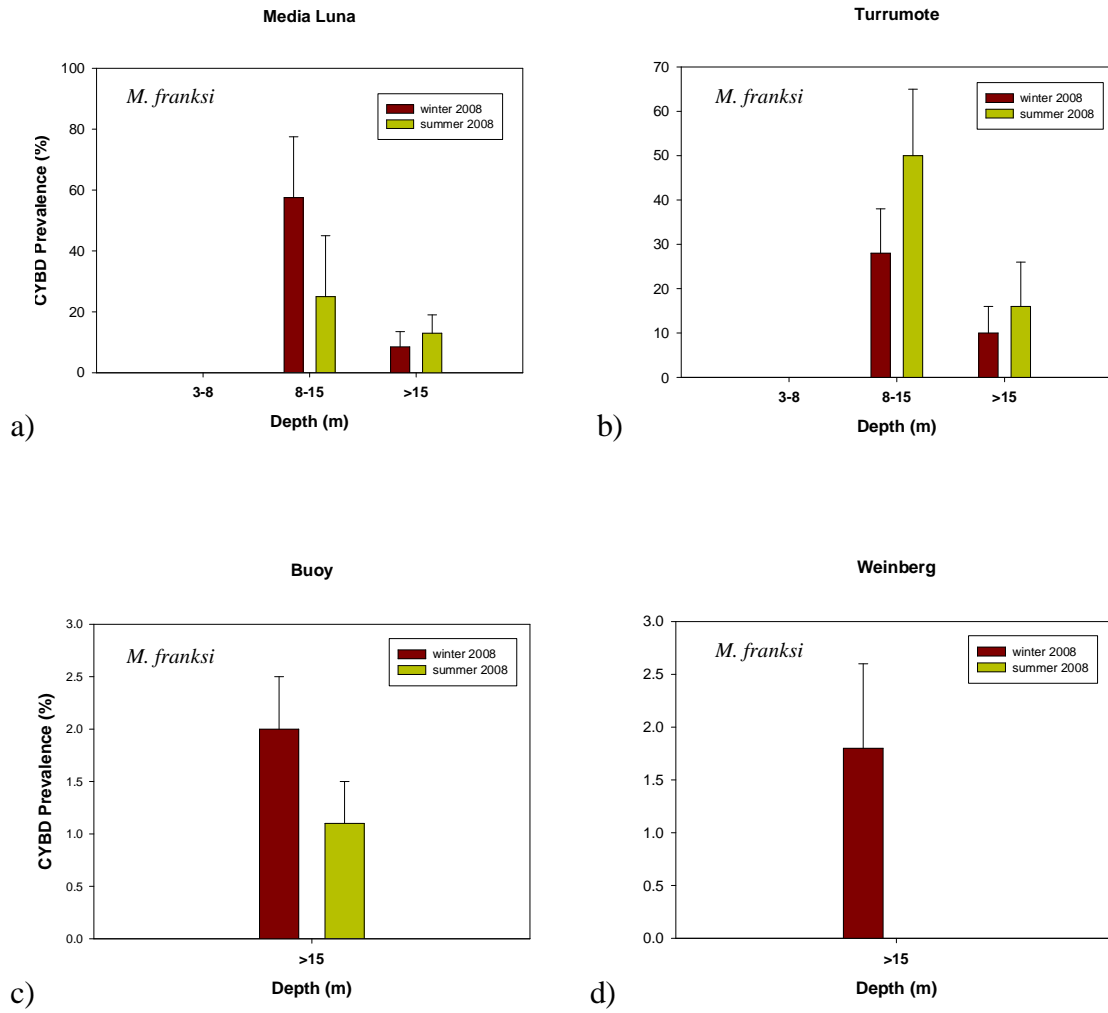 Media Luna
CYBD Prevalence (%)
100
80
60
40
20
0
M. franksi
winter 2008
summer 2008
3-8 8-15 >15
Depth (m)
a)
Turrumote
70
60
50
40
30
20
10
0
M. franksi
winter 2008
summer 2008
3-8 8-15 >15
Depth (m)
b)
Buoy
CYBD Prevalence (%)
3.0
2.5
2.0
1.5
1.0
0.5
0.0
M. franksi
winter 2008
summer 2008
>15
Depth (m)
c)
Weinberg
3.0
2.5
2.0
1.5
1.0
0.5
0.0
M. franksi
winter 2008
summer 2008
>15
Depth (m)
d)